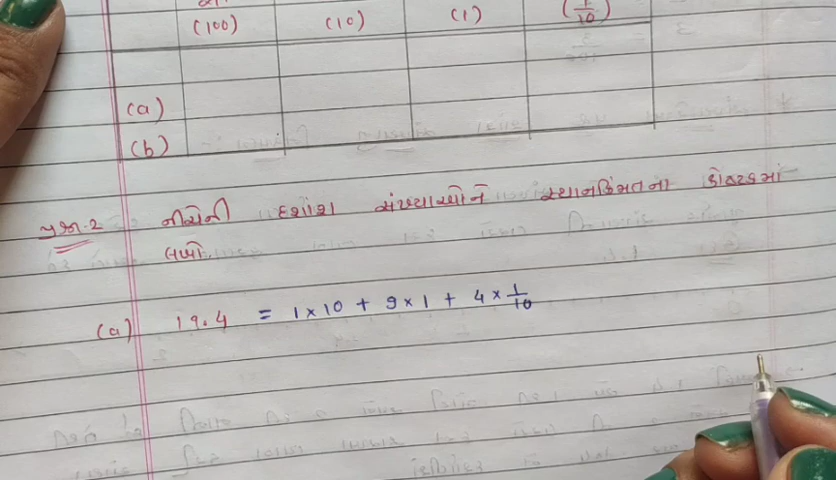 (100) (10) (1) (1/10)
(a)
(b)
પ્રશ્ન-2 નીચેની દશાંશ સંખ્યાઓને સ્થાનકિંમતના કોષ્ટકમાં
લખો.
(a) 19.4 = 1 × 10 + 9 × 1 + 4 × 1/10